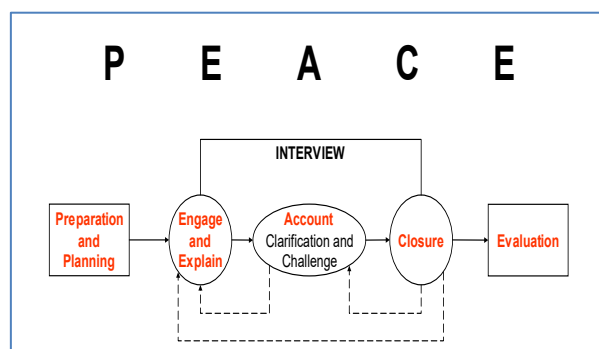 P E A C E
INTERVIEW
Preparation
and
Planning
Engage
and
Explain
Account
Clarification and
Challenge
Closure
Evaluation